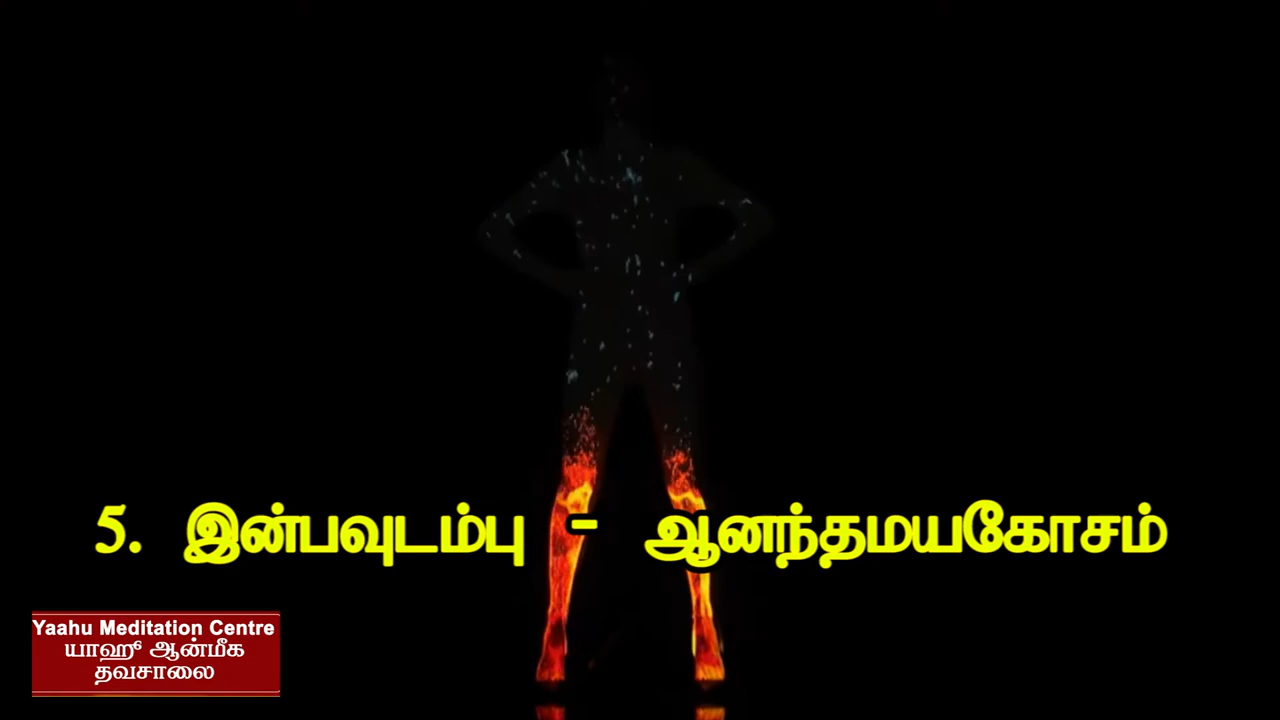 5. இன்பவுடம்பு - ஆனந்தமயகோசம்
Yaahu Meditation Centre
யாஹூ ஆன்மீக
தவசாலை